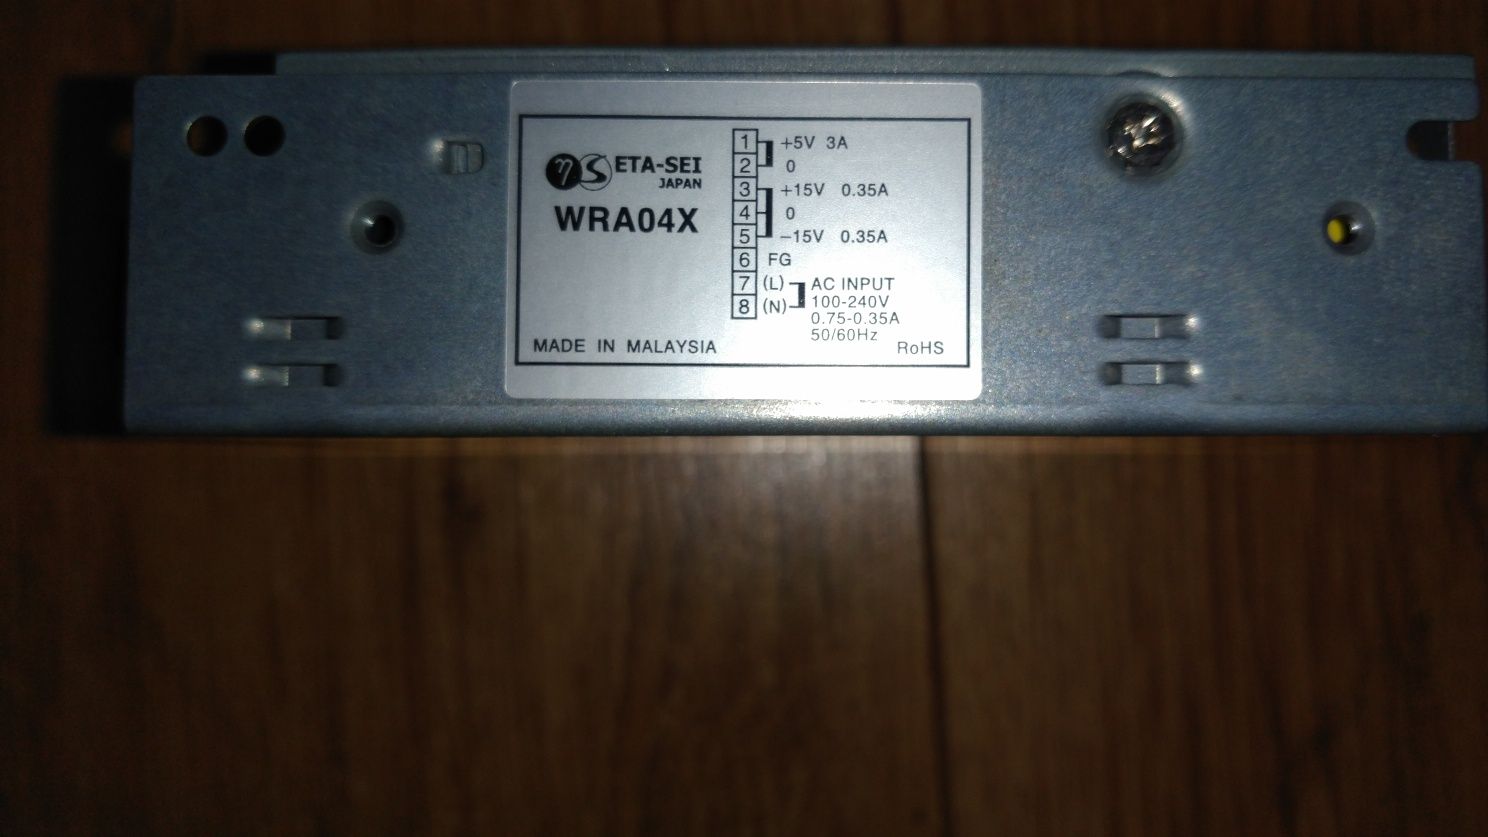 ηS ETA-SEI
JAPAN
WRA04X
1 +5V 3A
2 0
3 +15V 0.35A
4 0
5 −15V 0.35A
6 FG
7 (L) AC INPUT
100-240V
8 (N) 0.75-0.35A
50/60Hz
MADE IN MALAYSIA RoHS